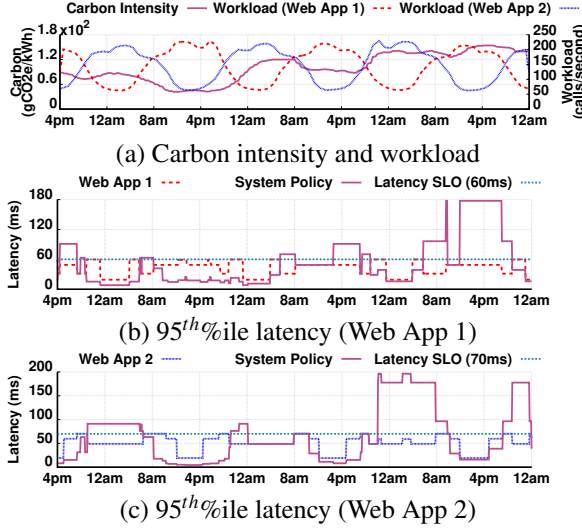 Carbon Intensity Workload (Web App 1) Workload (Web App 2)
Carbon
(gCO2e/kWh)
1.8 x10²
1.2
0.6
0
250
200
150
100
50
0
Workload
(calls/second)
4pm 12am 8am 4pm 12am 8am 4pm 12am 8am 4pm 12am
(a) Carbon intensity and workload
Web App 1 System Policy Latency SLO (60ms)
Latency (ms)
180
120
60
0
4pm 12am 8am 4pm 12am 8am 4pm 12am 8am 4pm 12am
(b) 95th%ile latency (Web App 1)
Web App 2 System Policy Latency SLO (70ms)
Latency (ms)
200
150
100
50
0
4pm 12am 8am 4pm 12am 8am 4pm 12am 8am 4pm 12am
(c) 95th%ile latency (Web App 2)